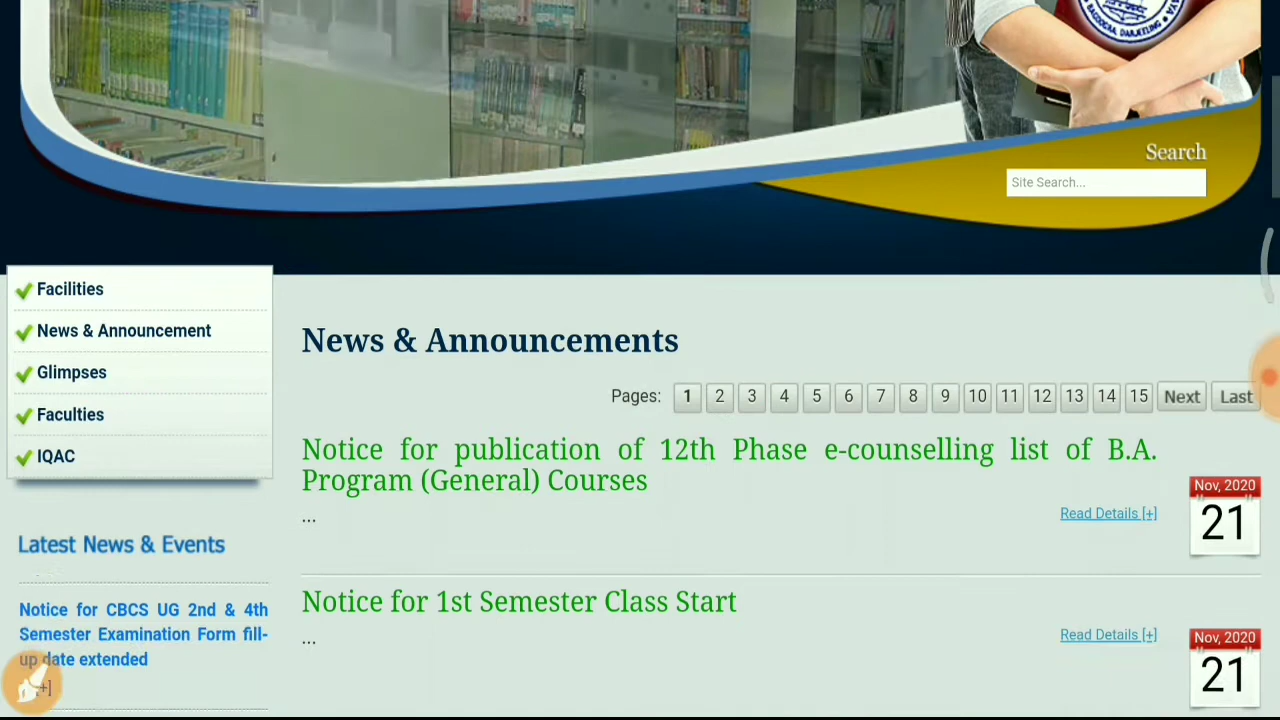 BAGDOGRA, DARJEELING
Search
Site Search...
Facilities
News & Announcement
Glimpses
Faculties
IQAC
Latest News & Events
Notice for CBCS UG 2nd & 4th
Semester Examination Form fill-
up date extended
[+]
News & Announcements
Pages: 1 2 3 4 5 6 7 8 9 10 11 12 13 14 15 Next Last
Notice for publication of 12th Phase e-counselling list of B.A.
Program (General) Courses
...
Read Details [+]
Nov, 2020
21
Notice for 1st Semester Class Start
...
Read Details [+]
Nov, 2020
21